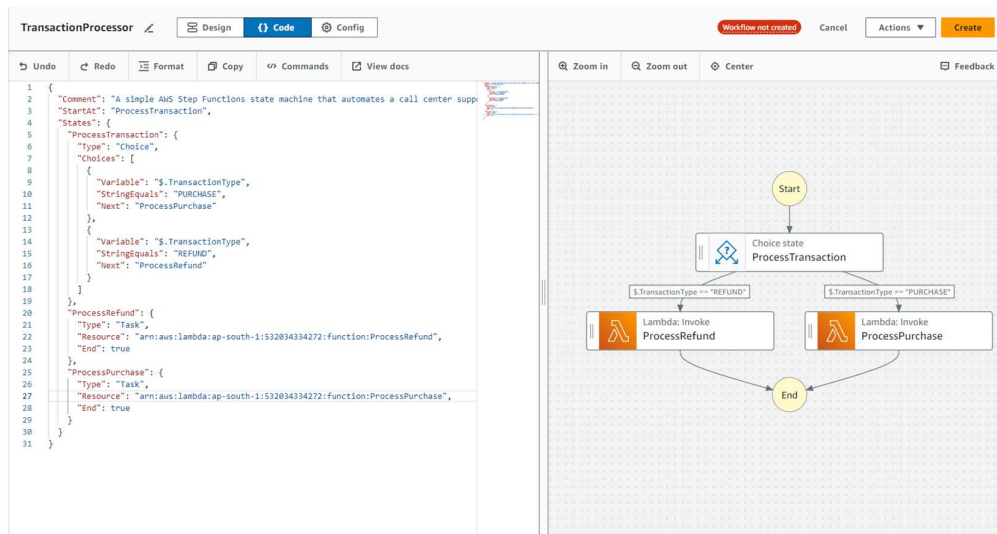 TransactionProcessor
Design
{} Code
Config
Workflow not created
Cancel
Actions ▼
Create
Undo
Redo
Format
Copy
Commands
View docs
Zoom in
Zoom out
Center
Feedback
1 {
2 "Comment": "A simple AWS Step Functions state machine that automates a call center supp
3 "StartAt": "ProcessTransaction",
4 "States": {
5 "ProcessTransaction": {
6 "Type": "Choice",
7 "Choices": [
8 {
9 "Variable": "$.TransactionType",
10 "StringEquals": "PURCHASE",
11 "Next": "ProcessPurchase"
12 },
13 {
14 "Variable": "$.TransactionType",
15 "StringEquals": "REFUND",
16 "Next": "ProcessRefund"
17 }
18 ]
19 },
20 "ProcessRefund": {
21 "Type": "Task",
22 "Resource": "arn:aws:lambda:ap-south-1:532034334272:function:ProcessRefund",
23 "End": true
24 },
25 "ProcessPurchase": {
26 "Type": "Task",
27 "Resource": "arn:aws:lambda:ap-south-1:532034334272:function:ProcessPurchase",
28 "End": true
29 }
30 }
31 }
Start
Choice state
ProcessTransaction
$.TransactionType == "REFUND"
$.TransactionType == "PURCHASE"
Lambda: Invoke
ProcessRefund
Lambda: Invoke
ProcessPurchase
End